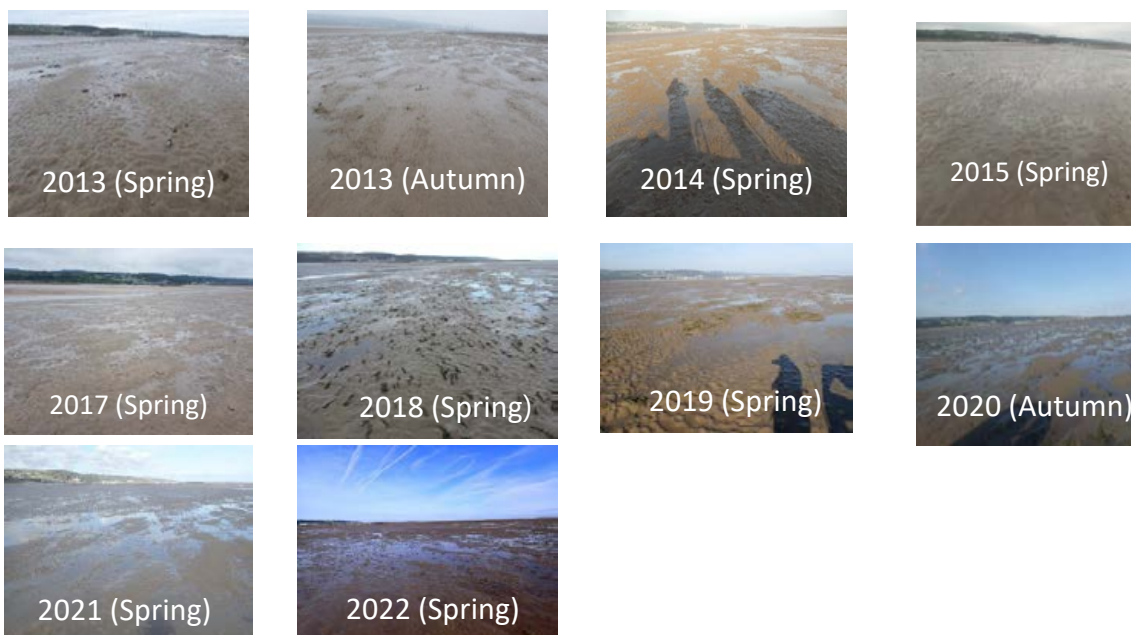 2013 (Spring)
2013 (Autumn)
2014 (Spring)
2015 (Spring)
2017 (Spring)
2018 (Spring)
2019 (Spring)
2020 (Autumn)
2021 (Spring)
2022 (Spring)